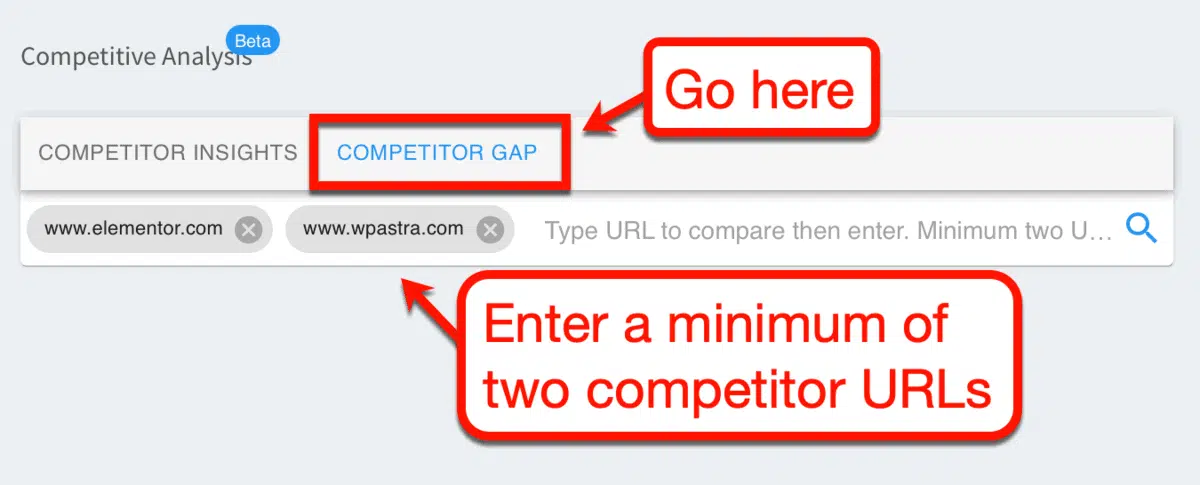 Beta
Competitive Analysis
Go here
COMPETITOR INSIGHTS
COMPETITOR GAP
www.elementor.com
www.wpastra.com
Type URL to compare then enter. Minimum two U...
Enter a minimum of
two competitor URLs